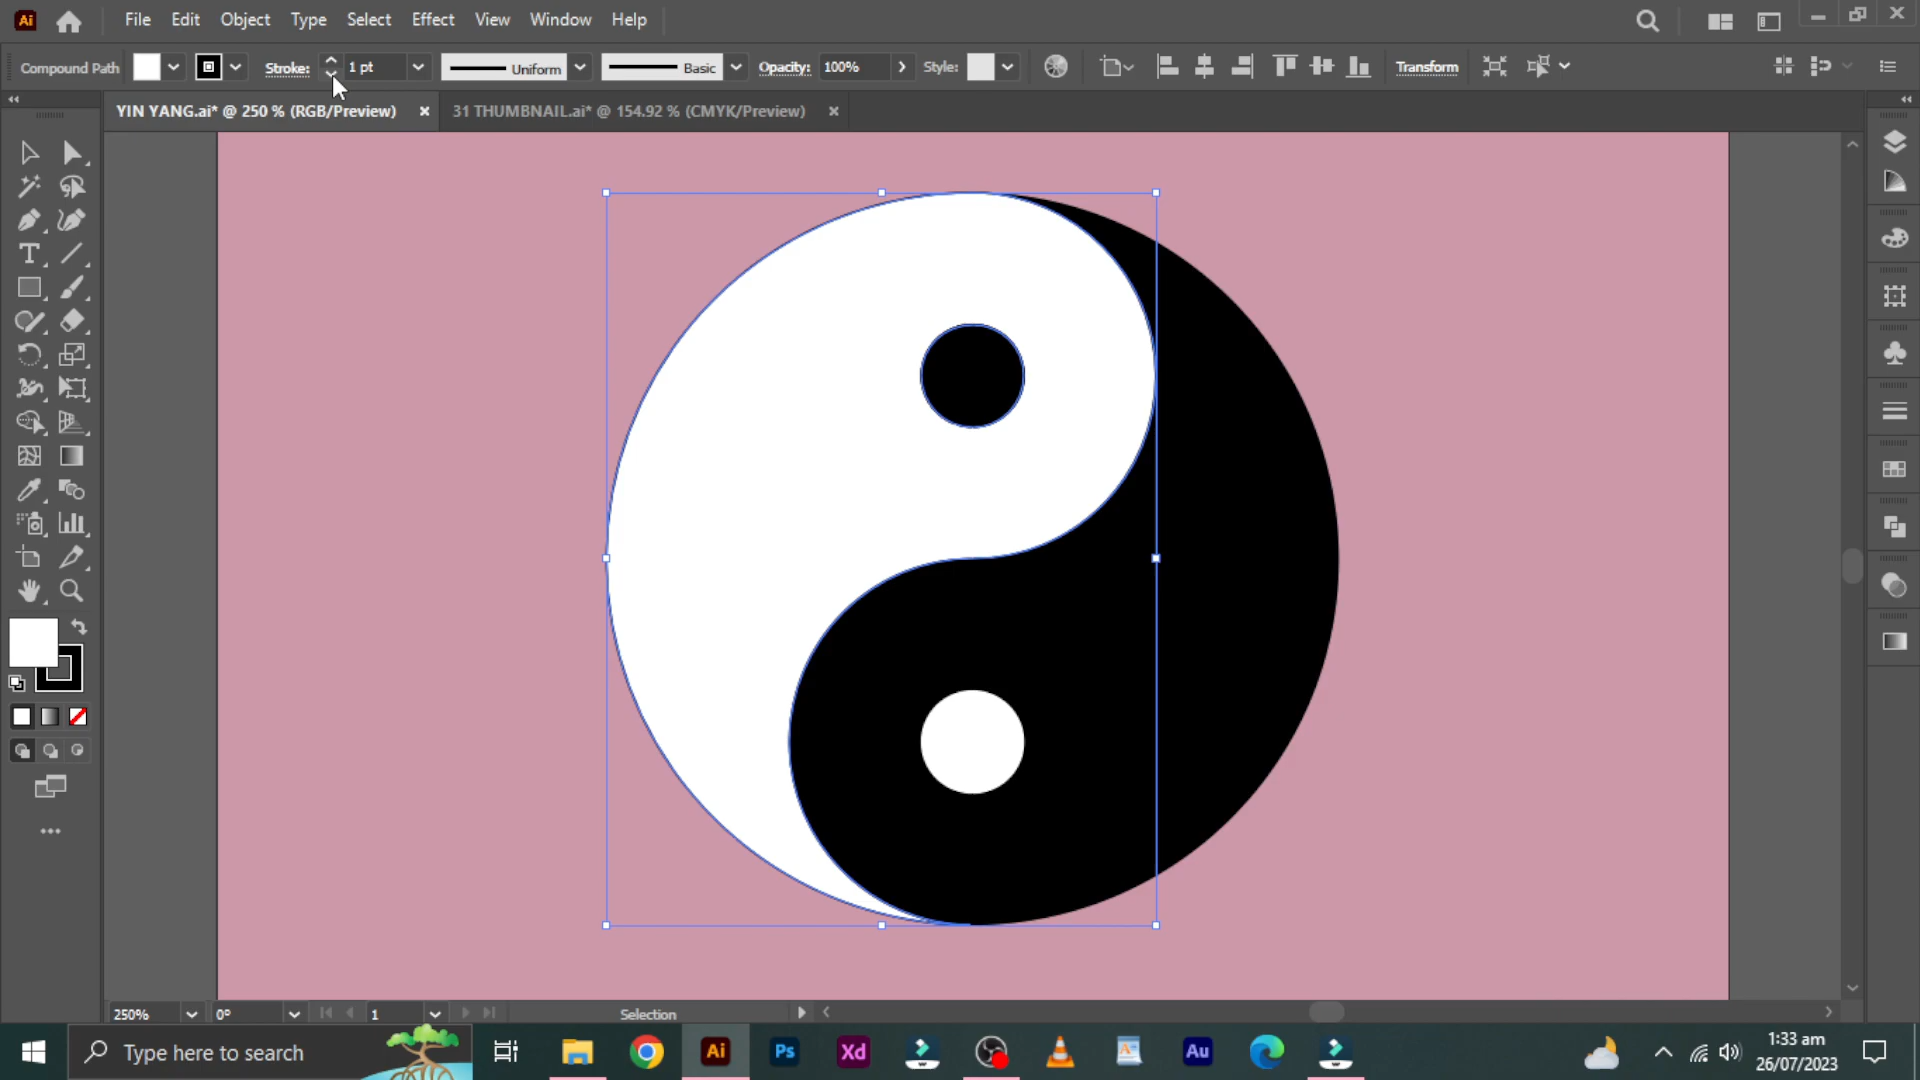 Ai File Edit Object Type Select Effect View Window Help
Compound Path Stroke: 1 pt Uniform Basic Opacity: 100% Style: Transform
YIN YANG.ai* @ 250 % (RGB/Preview) × 31 THUMBNAIL.ai* @ 154.92 % (CMYK/Preview) ×
T
250% 0° 1 Selection
Type here to search Ai Ps Xd Au 1:33 am
26/07/2023